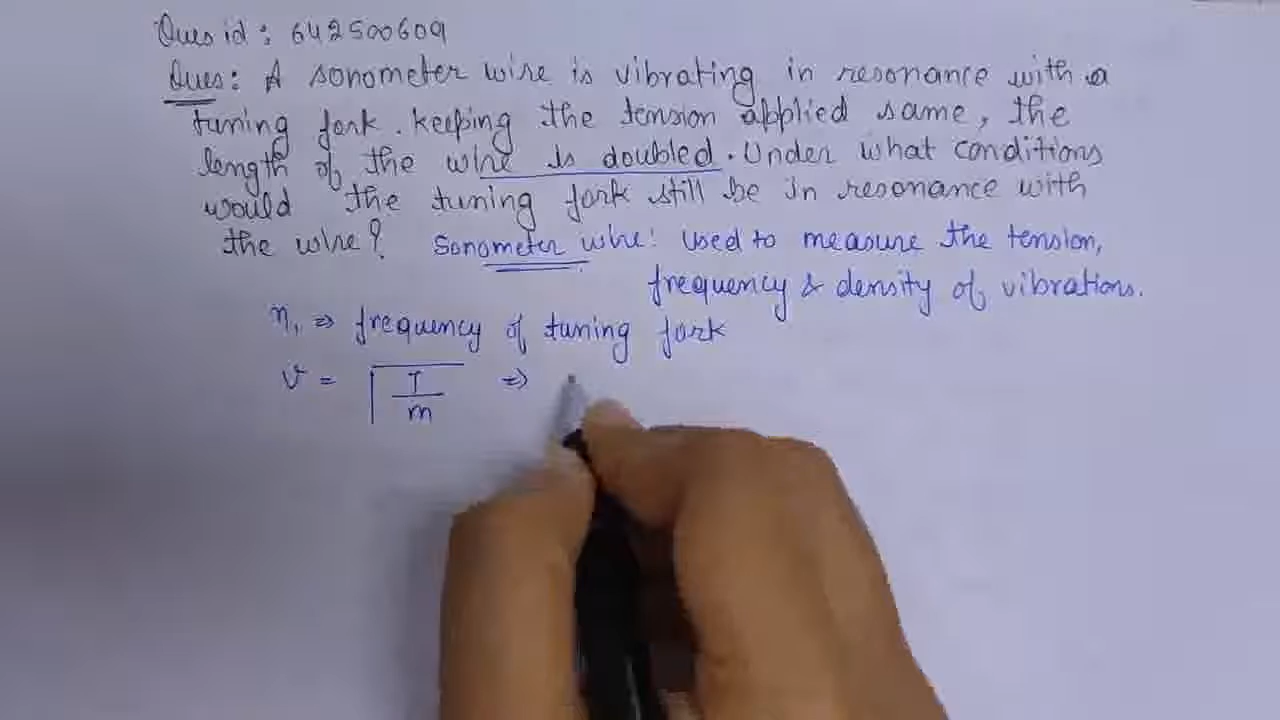 Ques id : 642500609
Ques : A sonometer wire is vibrating in resonance with a
tuning fork. keeping the tension applied same, the
length of the wire is doubled. Under what conditions
would the tuning fork still be in resonance with
the wire? Sonometer wire: Used to measure the tension,
frequency & density of vibrations.
n₁ => frequency of tuning fork
v = √T/m =>